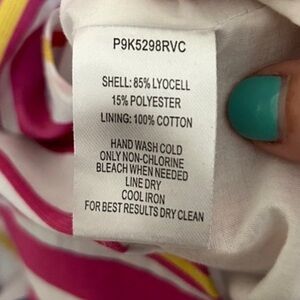 P9K5298RVC
SHELL: 85% LYOCELL
15% POLYESTER
LINING: 100% COTTON
HAND WASH COLD
ONLY NON-CHLORINE
BLEACH WHEN NEEDED
LINE DRY
COOL IRON
FOR BEST RESULTS DRY CLEAN